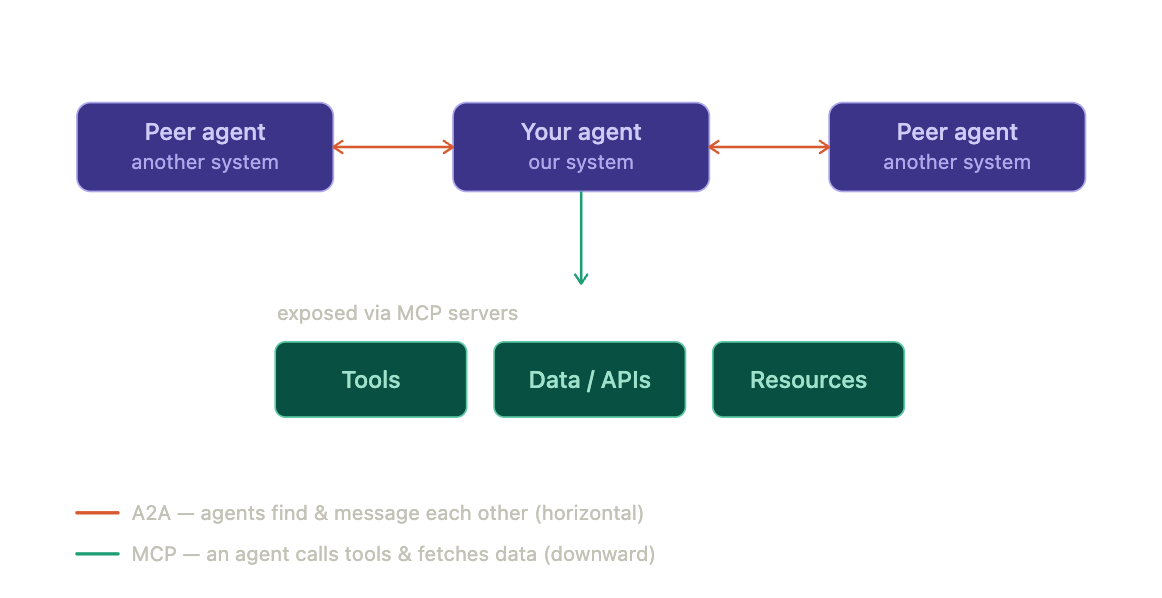 Peer agent
another system
Your agent
our system
Peer agent
another system
exposed via MCP servers
Tools
Data / APIs
Resources
A2A — agents find & message each other (horizontal)
MCP — an agent calls tools & fetches data (downward)